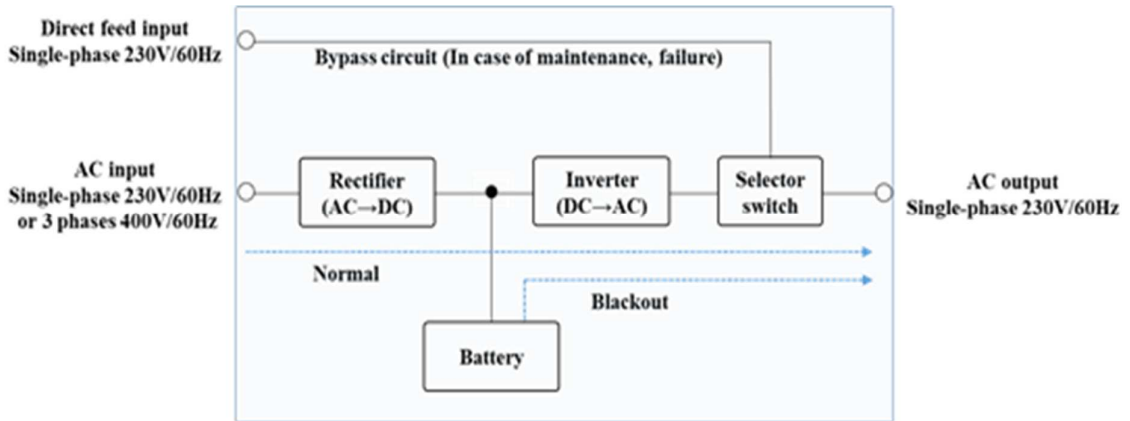 Direct feed input
Single-phase 230V/60Hz
Bypass circuit (In case of maintenance, failure)
AC input
Single-phase 230V/60Hz
or 3 phases 400V/60Hz
Rectifier
(AC→DC)
Inverter
(DC→AC)
Selector
switch
AC output
Single-phase 230V/60Hz
Normal
Blackout
Battery